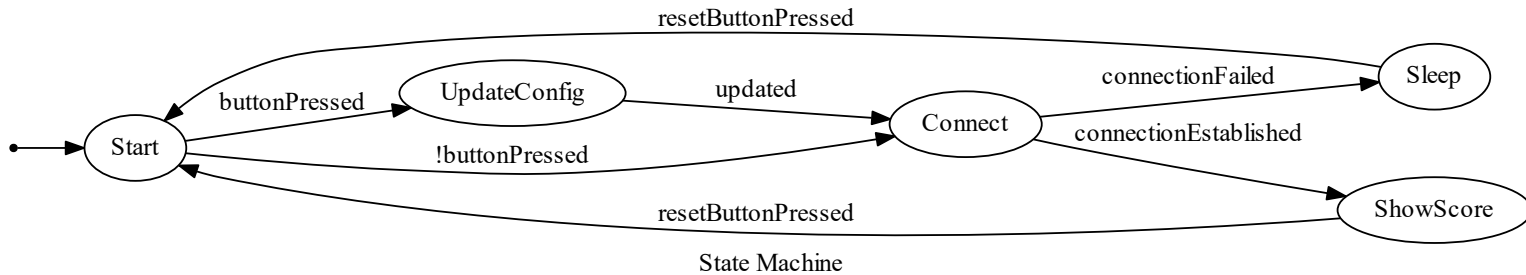 resetButtonPressed
Sleep
connectionFailed
UpdateConfig
updated
buttonPressed
Connect
connectionEstablished
Start
!buttonPressed
resetButtonPressed
ShowScore
State Machine